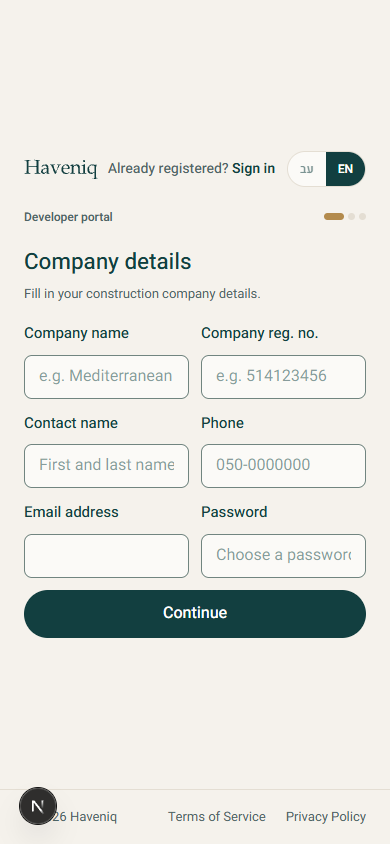 Haveniq Already registered? Sign in עב EN
Developer portal
Company details
Fill in your construction company details.
Company name Company reg. no.
e.g. Mediterranean e.g. 514123456
Contact name Phone
First and last name 050-0000000
Email address Password
Choose a password
Continue
N 26 Haveniq Terms of Service Privacy Policy